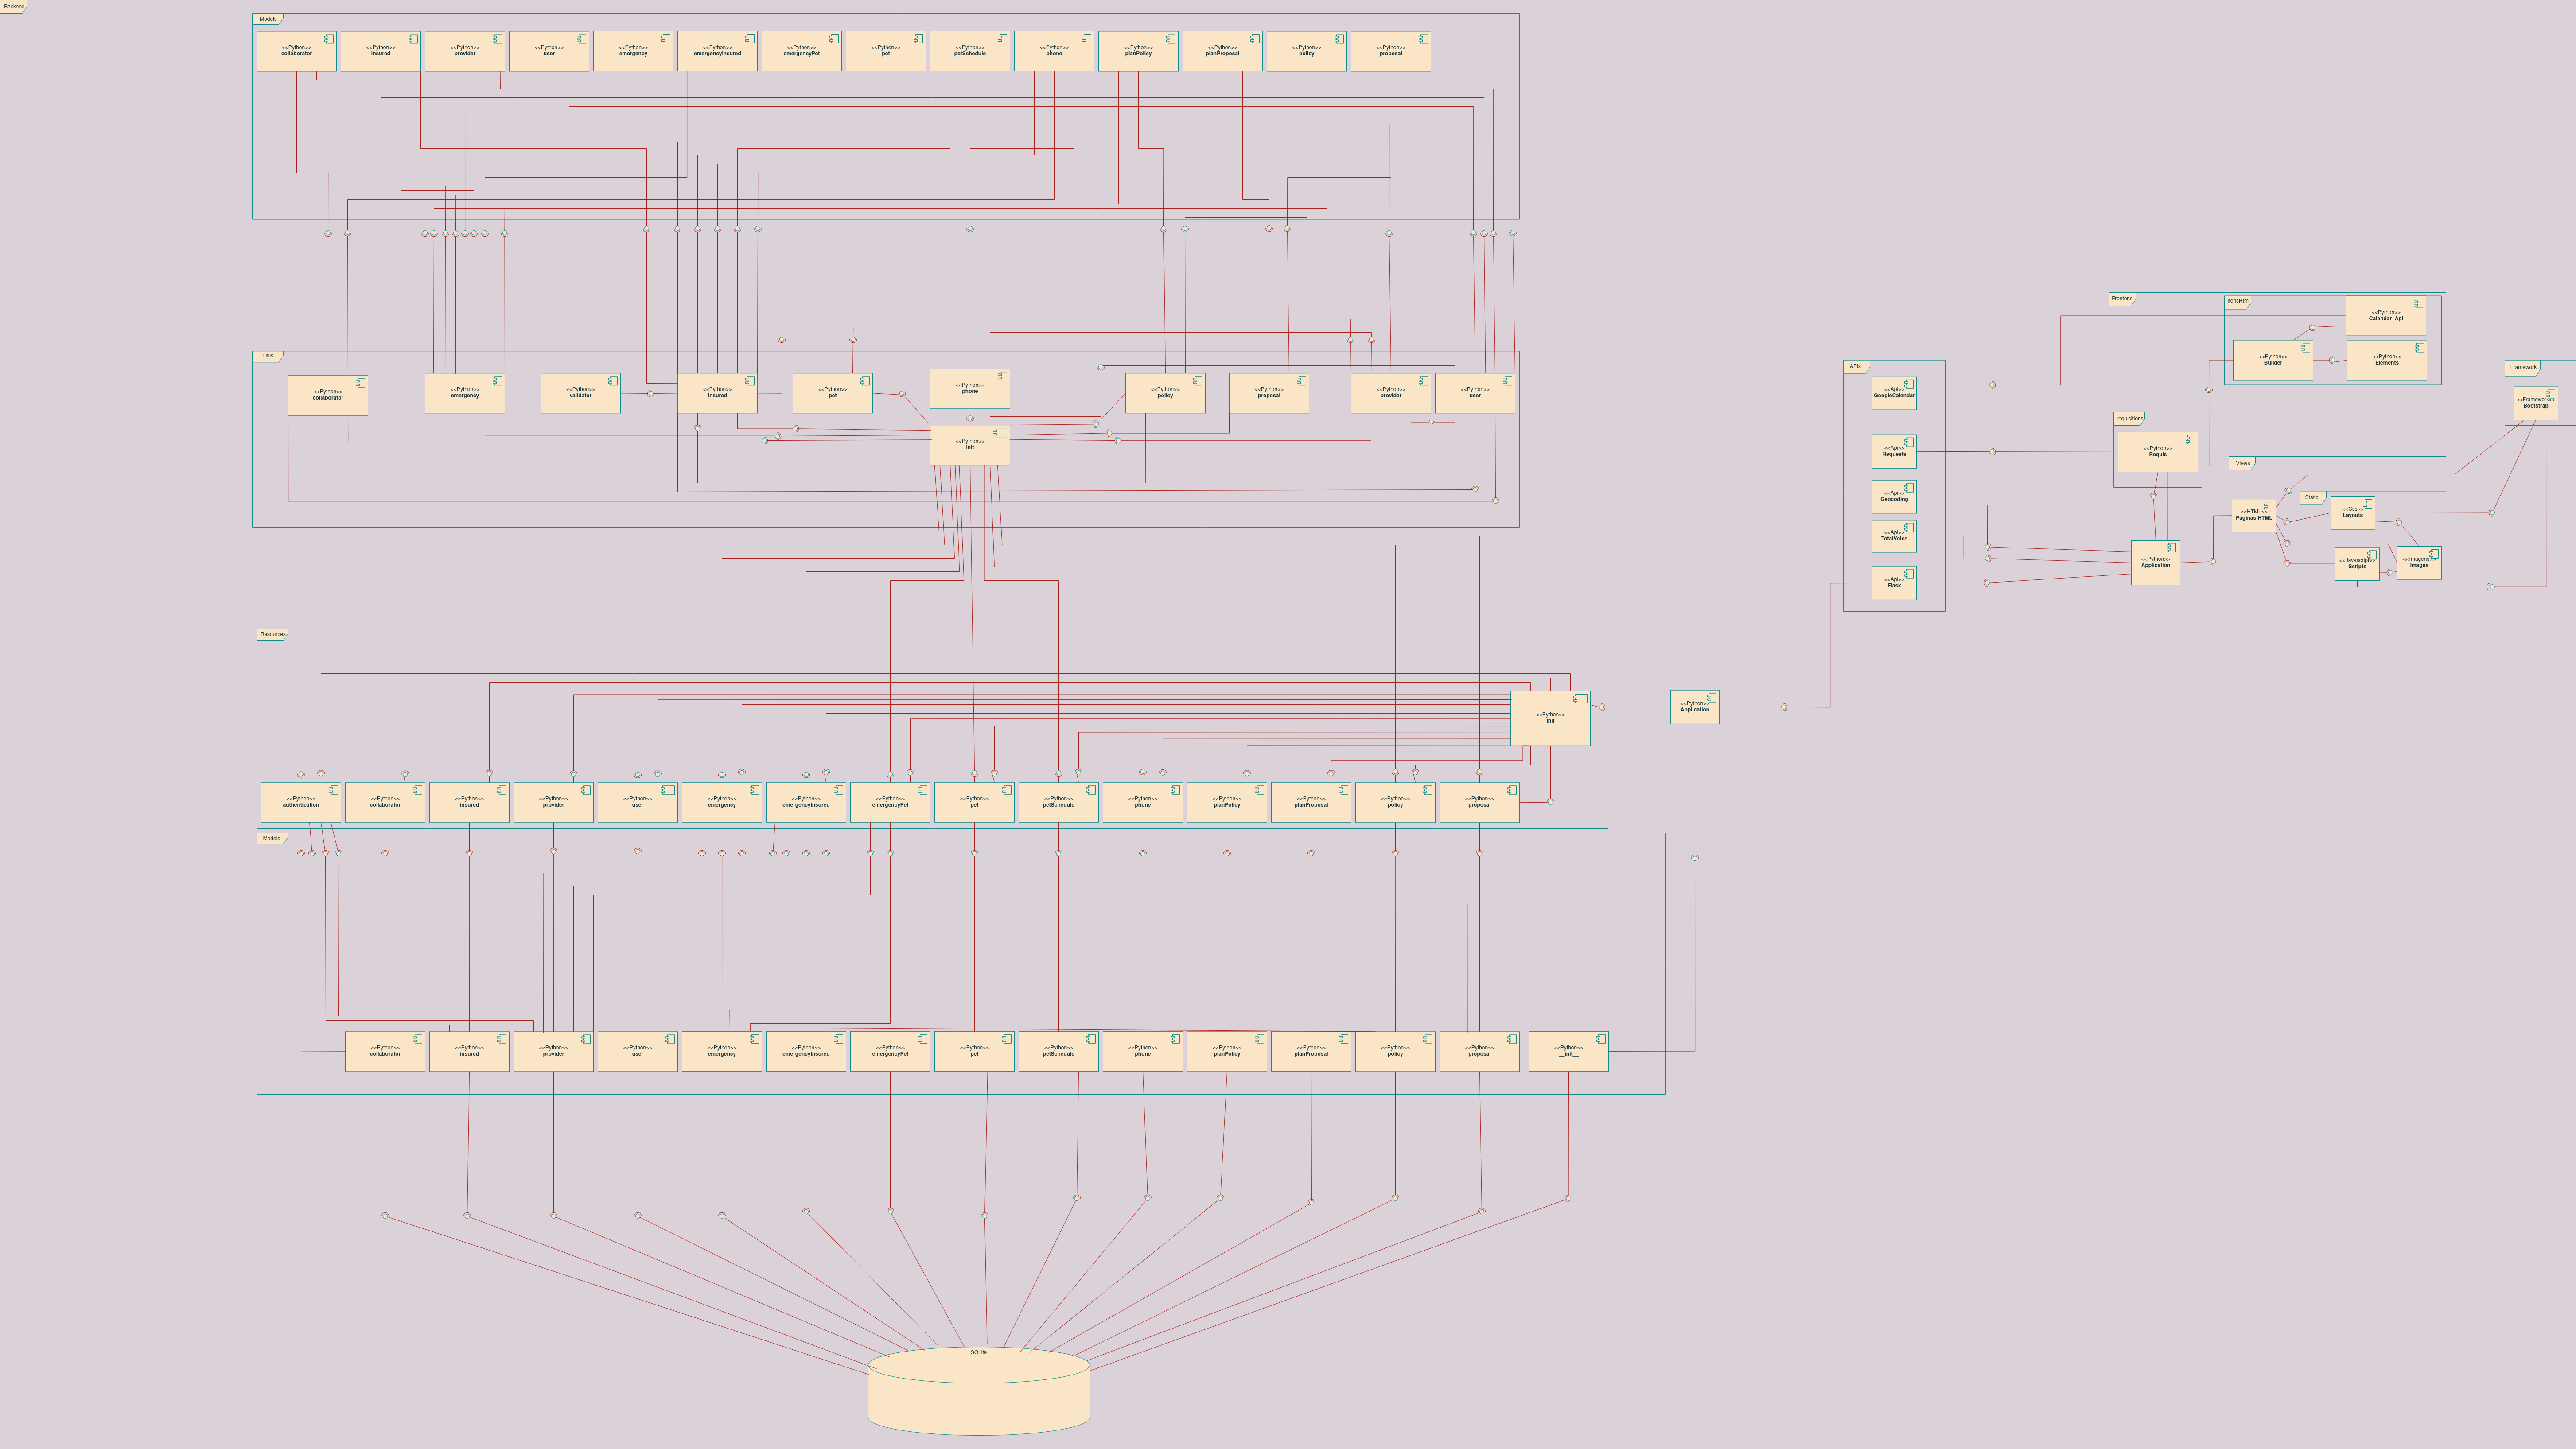 Backend
Models
<<Python>>
collaborator
<<Python>>
insured
<<Python>>
provider
<<Python>>
user
<<Python>>
emergency
<<Python>>
emergencyInsured
<<Python>>
emergencyPet
<<Python>>
pet
<<Python>>
petSchedule
<<Python>>
phone
<<Python>>
planPolicy
<<Python>>
planProposal
<<Python>>
policy
<<Python>>
proposal
Utils
<<Python>>
collaborator
<<Python>>
emergency
<<Python>>
validator
<<Python>>
insured
<<Python>>
pet
<<Python>>
phone
<<Python>>
policy
<<Python>>
proposal
<<Python>>
provider
<<Python>>
user
<<Python>>
init
Resources
<<Python>>
init
<<Python>>
authentication
<<Python>>
collaborator
<<Python>>
insured
<<Python>>
provider
<<Python>>
user
<<Python>>
emergency
<<Python>>
emergencyInsured
<<Python>>
emergencyPet
<<Python>>
pet
<<Python>>
petSchedule
<<Python>>
phone
<<Python>>
planPolicy
<<Python>>
planProposal
<<Python>>
policy
<<Python>>
proposal
Models
<<Python>>
collaborator
<<Python>>
insured
<<Python>>
provider
<<Python>>
user
<<Python>>
emergency
<<Python>>
emergencyInsured
<<Python>>
emergencyPet
<<Python>>
pet
<<Python>>
petSchedule
<<Python>>
phone
<<Python>>
planPolicy
<<Python>>
planProposal
<<Python>>
policy
<<Python>>
proposal
<<Python>>
__init__
SQLite
<<Python>>
Application
APIs
<<Api>>
GoogleCalendar
<<Api>>
Requests
<<Api>>
Geocoding
<<Api>>
TotalVoice
<<Api>>
Flask
Frontend
ItensHtml
<<Python>>
Calendar_Api
<<Python>>
Builder
<<Python>>
Elements
requisitions
<<Python>>
Requis
<<Python>>
Application
Views
<<HTML>>
Páginas HTML
Static
<<Css>>
Layouts
<<Javascript>>
Scripts
<<Imagens>>
Images
Framework
<<Framework>>
Bootstrap